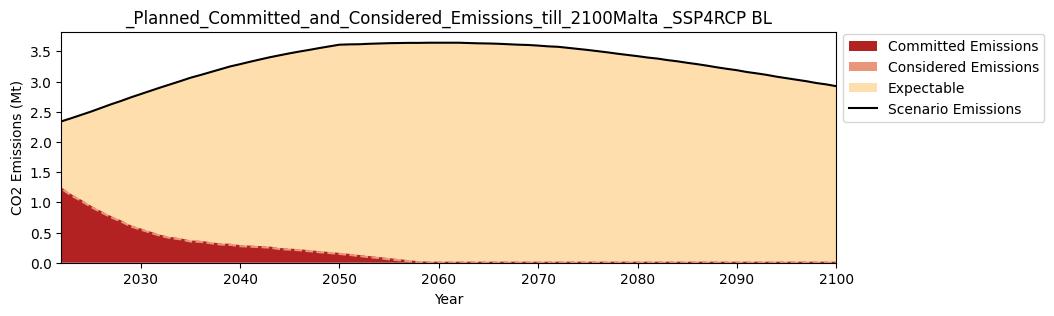 _Planned_Committed_and_Considered_Emissions_till_2100Malta _SSP4RCP BL
CO2 Emissions (Mt)
3.5
3.0
2.5
2.0
1.5
1.0
0.5
0.0
2030 2040 2050 2060 2070 2080 2090 2100
Year
Committed Emissions
Considered Emissions
Expectable
Scenario Emissions